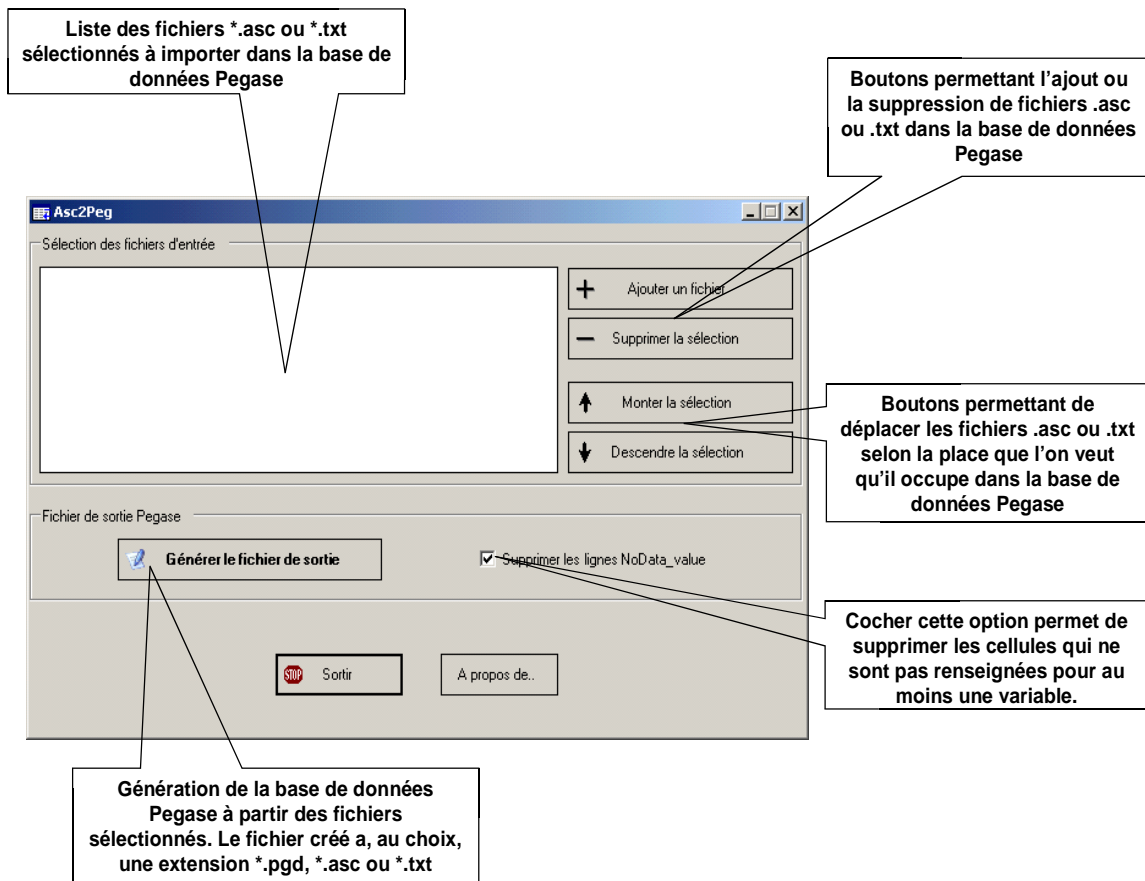 Liste des fichiers *.asc ou *.txt
sélectionnés à importer dans la base de
données Pegase
Boutons permettant l'ajout ou
la suppression de fichiers .asc
ou .txt dans la base de données
Pegase
Asc2Peg
Sélection des fichiers d'entrée
Ajouter un fichier
Supprimer la sélection
Monter la sélection
Descendre la sélection
Boutons permettant de
déplacer les fichiers .asc ou .txt
selon la place que l'on veut
qu'il occupe dans la base de
données Pegase
Fichier de sortie Pegase
Générer le fichier de sortie
Supprimer les lignes NoData_value
Cocher cette option permet de
supprimer les cellules qui ne
sont pas renseignées pour au
moins une variable.
STOP
Sortir
A propos de..
Génération de la base de données
Pegase à partir des fichiers
sélectionnés. Le fichier créé a, au choix,
une extension *.pgd, *.asc ou *.txt